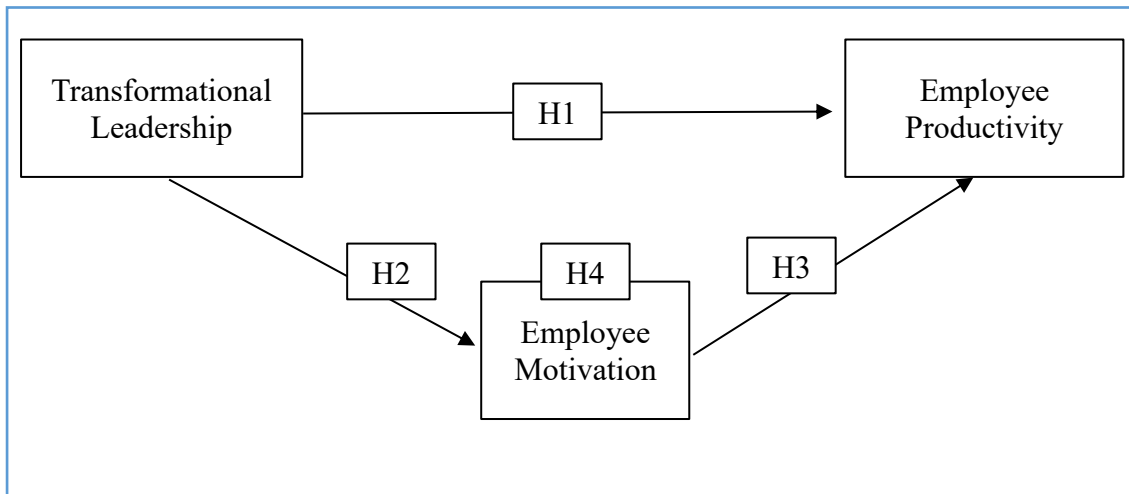 Transformational
Leadership
H1
Employee
Productivity
H2
H4
H3
Employee
Motivation